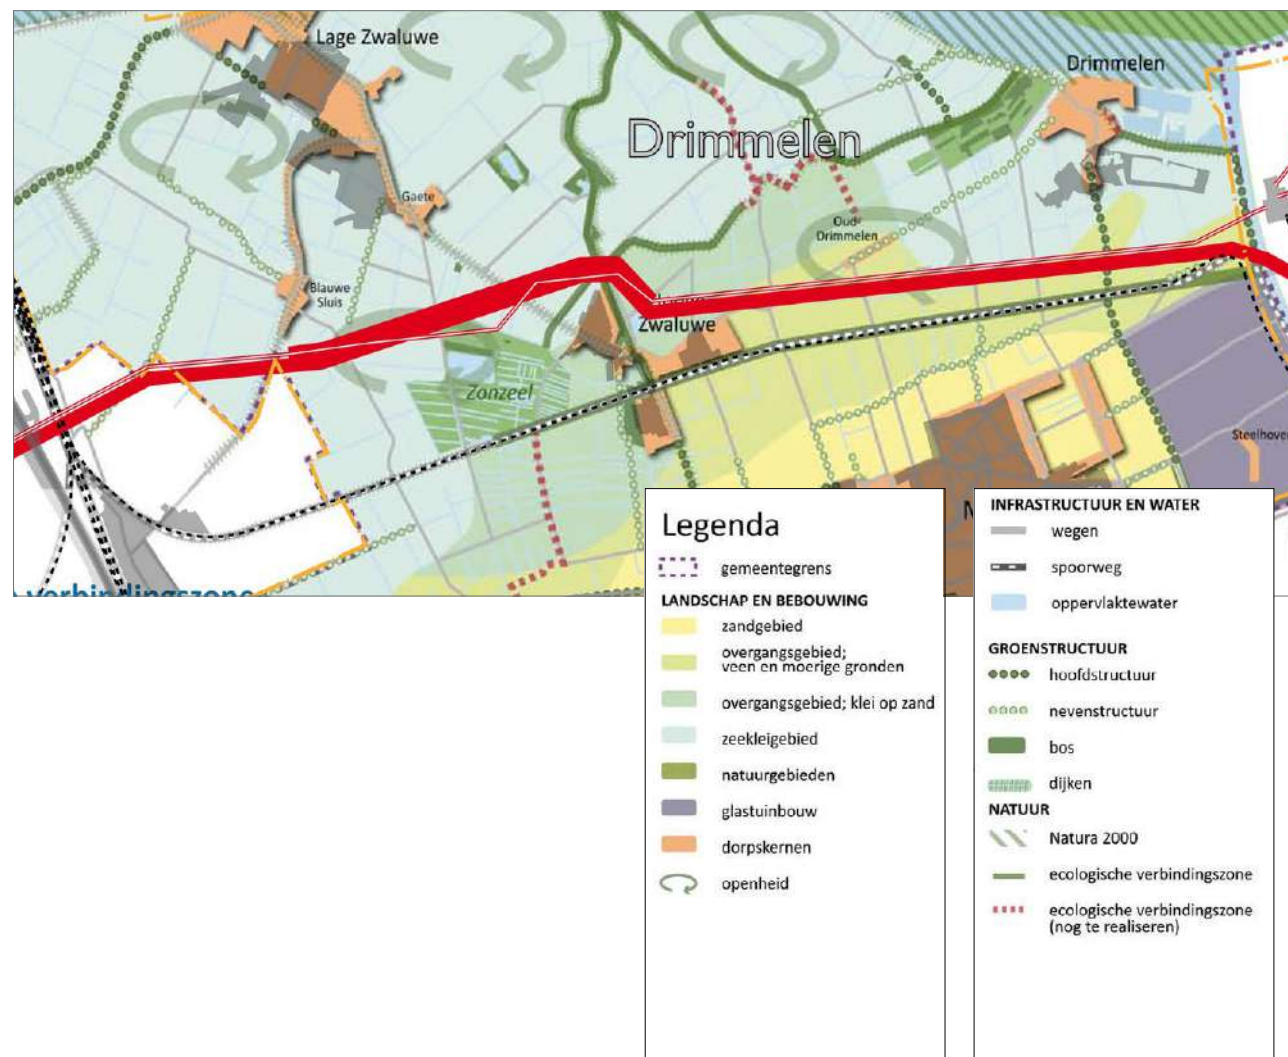 Lage Zwaluwe
Drimmelen
Drimmelen
Gaete
Oud-
Drimmelen
Blauwe
Sluis
Zwaluwe
Zonzeel
Steelhoven
verbindingszone
Legenda
gemeentegrens
LANDSCHAP EN BEBOUWING
zandgebied
overgangsgebied;
veen en moerige gronden
overgangsgebied; klei op zand
zeekleigebied
natuurgebieden
glastuinbouw
dorpskernen
openheid
INFRASTRUCTUUR EN WATER
wegen
spoorweg
oppervlaktewater
GROENSTRUCTUUR
hoofdstructuur
nevenstructuur
bos
dijken
NATUUR
Natura 2000
ecologische verbindingszone
ecologische verbindingszone
(nog te realiseren)